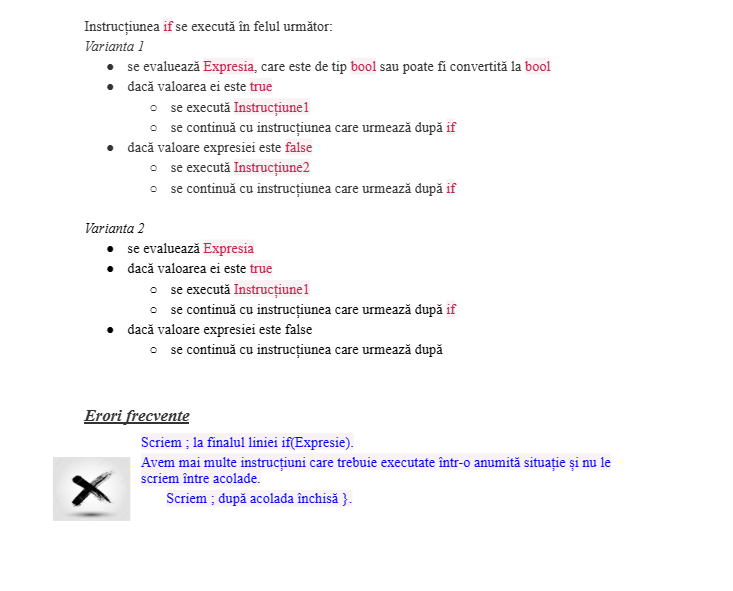 Instrucțiunea if se execută în felul următor:
Varianta 1
● se evaluează Expresia, care este de tip bool sau poate fi convertită la bool
● dacă valoarea ei este true
○ se execută Instrucțiune1
○ se continuă cu instrucțiunea care urmează după if
● dacă valoare expresiei este false
○ se execută Instrucțiune2
○ se continuă cu instrucțiunea care urmează după if
Varianta 2
● se evaluează Expresia
● dacă valoarea ei este true
○ se execută Instrucțiune1
○ se continuă cu instrucțiunea care urmează după if
● dacă valoare expresiei este false
○ se continuă cu instrucțiunea care urmează după
Erori frecvente
Scriem ; la finalul liniei if(Expresie).
Avem mai multe instrucțiuni care trebuie executate într-o anumită situație și nu le
scriem între acolade.
Scriem ; după acolada închisă }.